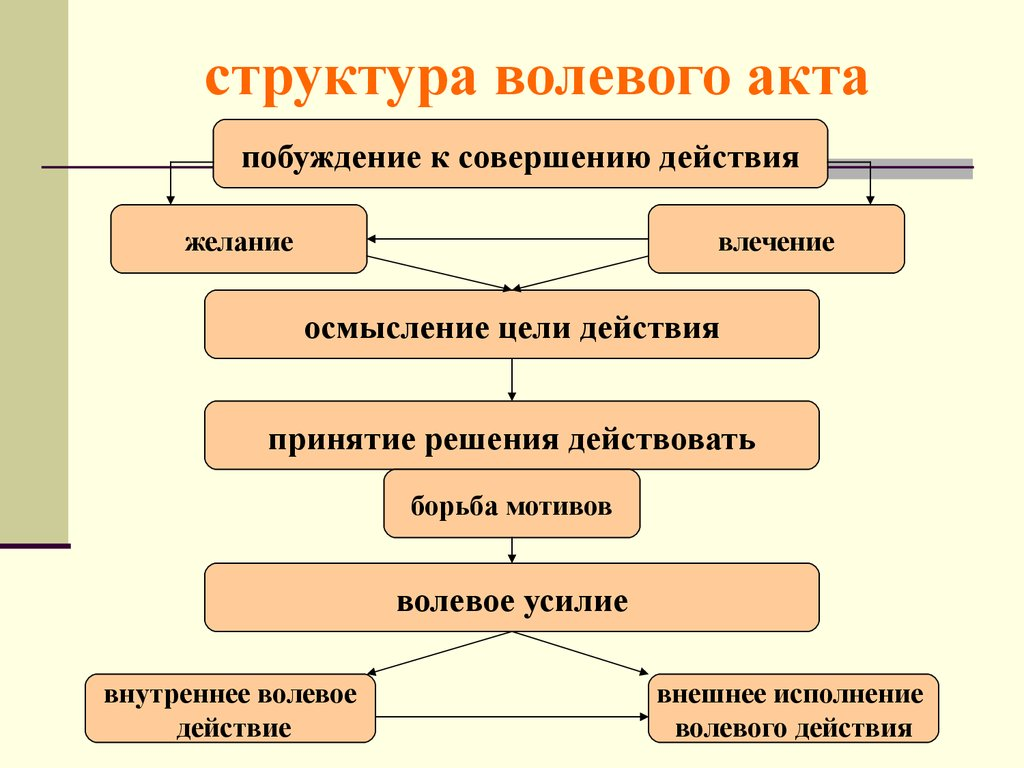 структура волевого акта
побуждение к совершению действия
желание
влечение
осмысление цели действия
принятие решения действовать
борьба мотивов
волевое усилие
внутреннее волевое
действие
внешнее исполнение
волевого действия